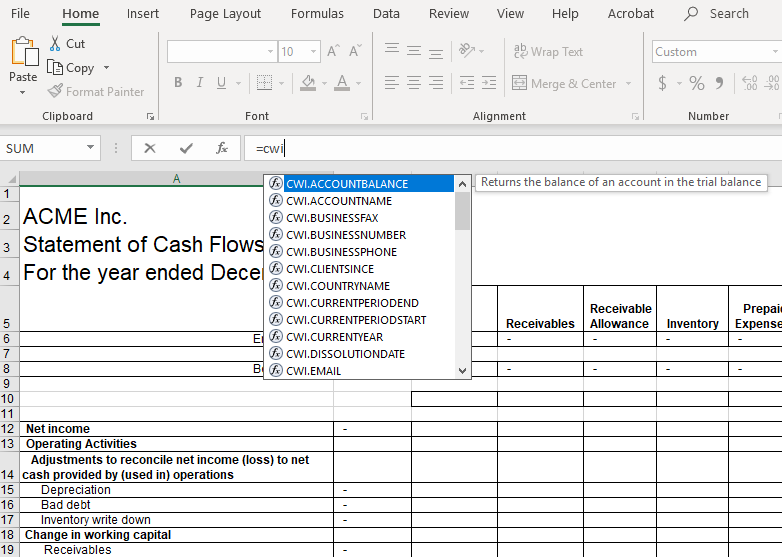 File Home Insert Page Layout Formulas Data Review View Help Acrobat Search
Paste
Cut
Copy
Format Painter
Clipboard
10
A A
B I U
A
Font
ab Wrap Text
Merge & Center
Alignment
Custom
$ % 9 .00
Number
SUM fx =cwi
A
CWI.ACCOUNTBALANCE
CWI.ACCOUNTNAME
CWI.BUSINESSFAX
CWI.BUSINESSNUMBER
CWI.BUSINESSPHONE
CWI.CLIENTSINCE
CWI.COUNTRYNAME
CWI.CURRENTPERIODEND
CWI.CURRENTPERIODSTART
CWI.CURRENTYEAR
CWI.DISSOLUTIONDATE
CWI.EMAIL
Returns the balance of an account in the trial balance
1
2 ACME Inc.
3 Statement of Cash Flows
4 For the year ended Decem
5 Receivables Receivable Allowance Inventory Prepaid Expense
6 - - - -
7
8 - - - -
9
10
11
12 Net income -
13 Operating Activities
Adjustments to reconcile net income (loss) to net
14 cash provided by (used in) operations
15 Depreciation -
16 Bad debt -
17 Inventory write down -
18 Change in working capital
19 Receivables -